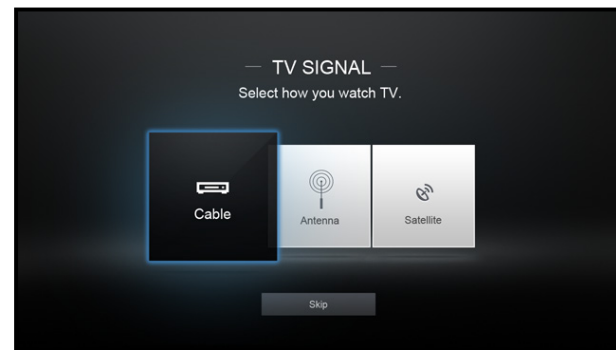 TV SIGNAL
Select how you watch TV.
Cable
Antenna
Satellite
Skip